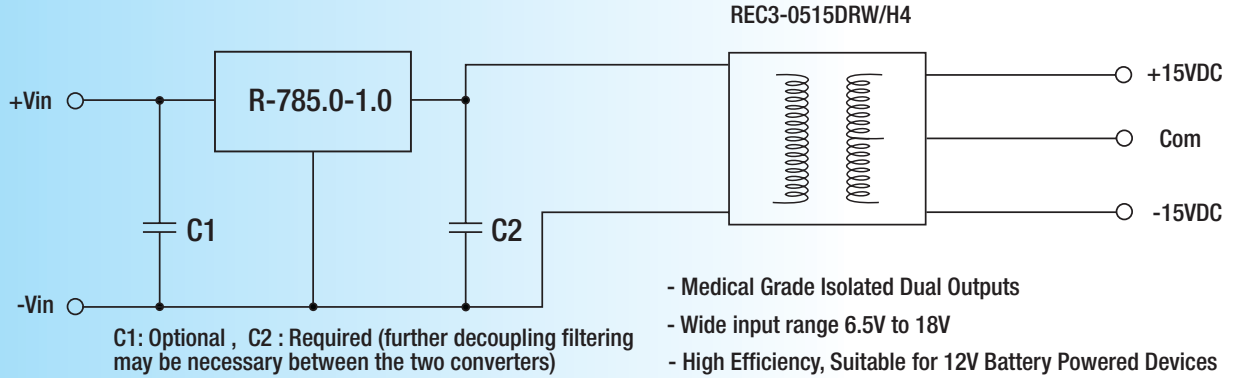 REC3-0515DRW/H4
+Vin
R-785.0-1.0
+15VDC
Com
-15VDC
C1
C2
-Vin
C1: Optional , C2 : Required (further decoupling filtering
may be necessary between the two converters)
- Medical Grade Isolated Dual Outputs
- Wide input range 6.5V to 18V
- High Efficiency, Suitable for 12V Battery Powered Devices